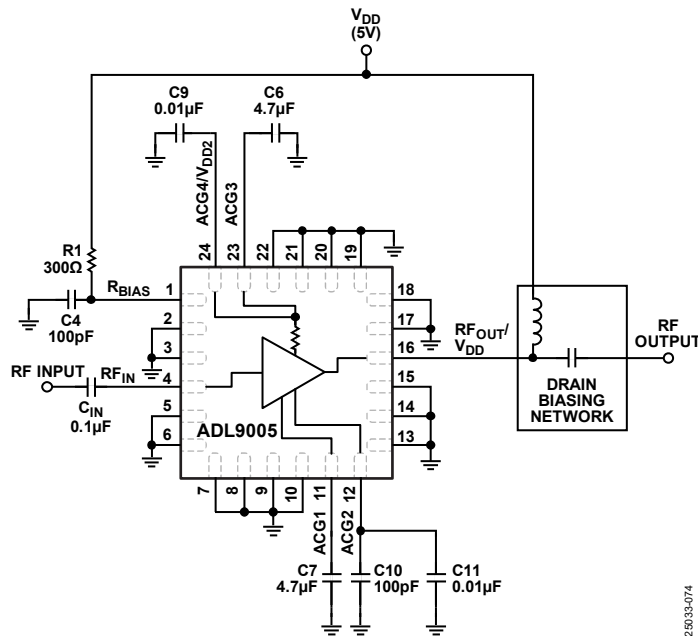 VDD
(5V)
C9
0.01µF
C6
4.7µF
ACG4/VDD2
ACG3
24
23
22
21
20
19
R1
300Ω
RBIAS
C4
100pF
1
2
3
4
5
6
RF INPUT
RFIN
CIN
0.1µF
ADL9005
18
17
16
15
14
13
RFOUT/
VDD
RF
OUTPUT
DRAIN
BIASING
NETWORK
7
8
9
10
11
12
ACG1
ACG2
C7
4.7µF
C10
100pF
C11
0.01µF
25033-074